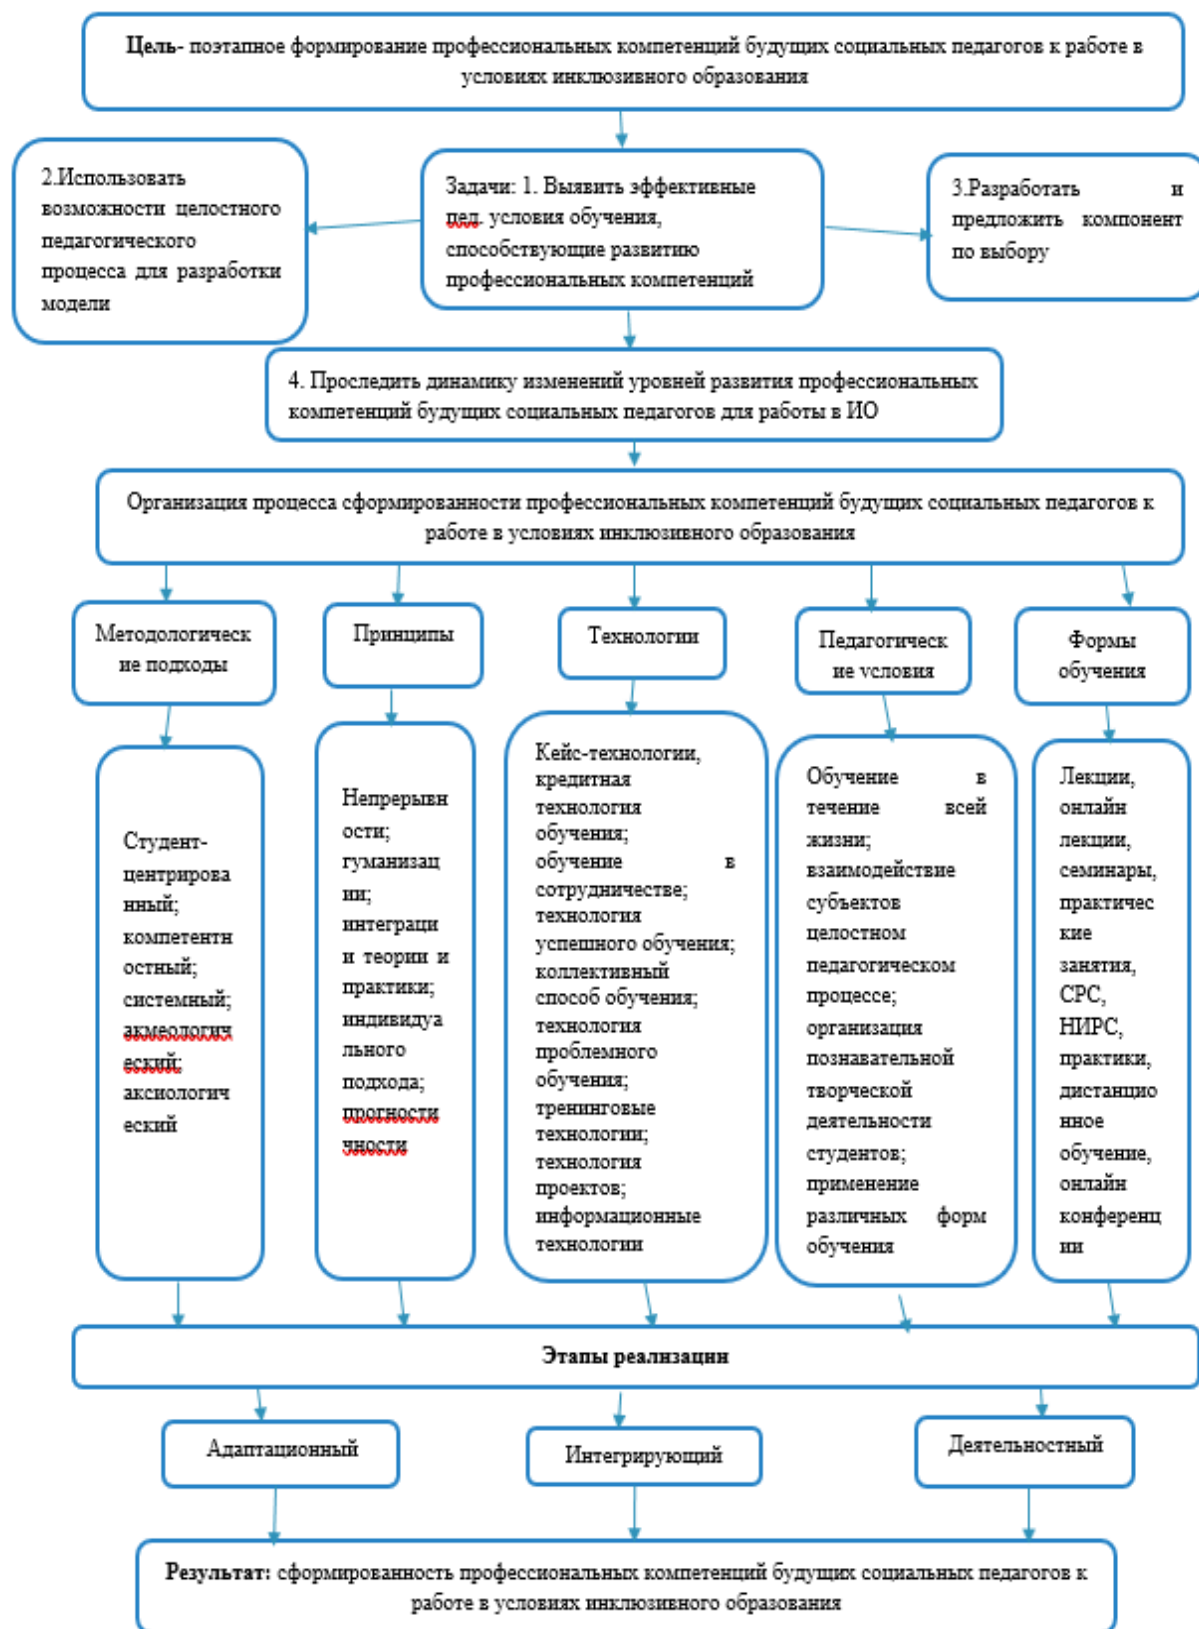 Цель- поэтапное формирование профессиональных компетенций будущих социальных педагогов к работе в
условиях инклюзивного образования
2.Использовать
возможности целостного
педагогического
процесса для разработки
модели
Задачи: 1. Выявить эффективные
пед. условия обучения,
способствующие развитию
профессиональных компетенций
3.Разработать и
предложить компонент
по выбору
4. Проследить динамику изменений уровней развития профессиональных
компетенций будущих социальных педагогов для работы в ИО
Организация процесса сформированности профессиональных компетенций будущих социальных педагогов к
работе в условиях инклюзивного образования
Методологическ
ие подходы
Принципы
Технологии
Педагогическ
ие условия
Формы
обучения
Студент-
центрирова
нный;
компетентн
остный;
системный;
акмеологич
еский;
аксиологич
еский
Непрерывн
ости;
гуманизац
ии;
интеграци
и теории и
практики;
индивидуа
льного
подхода;
прогности
чности
Кейс-технологии,
кредитная
технология
обучения;
обучение в
сотрудничестве;
технология
успешного обучения;
коллективный
способ обучения;
технология
проблемного
обучения;
тренинговые
технологии;
технология
проектов;
информационные
технологии
Обучение в
течение всей
жизни;
взаимодействие
субъектов
целостном
педагогическом
процессе;
организация
познавательной
творческой
деятельности
студентов;
применение
различных форм
обучения
Лекции,
онлайн
лекции,
семинары,
практичес
кие
занятия,
СРС,
НИРС,
практики,
дистанцио
нное
обучение,
онлайн
конференц
ии
Этапы реализации
Адаптационный
Интегрирующий
Деятельностный
Результат: сформированность профессиональных компетенций будущих социальных педагогов к
работе в условиях инклюзивного образования